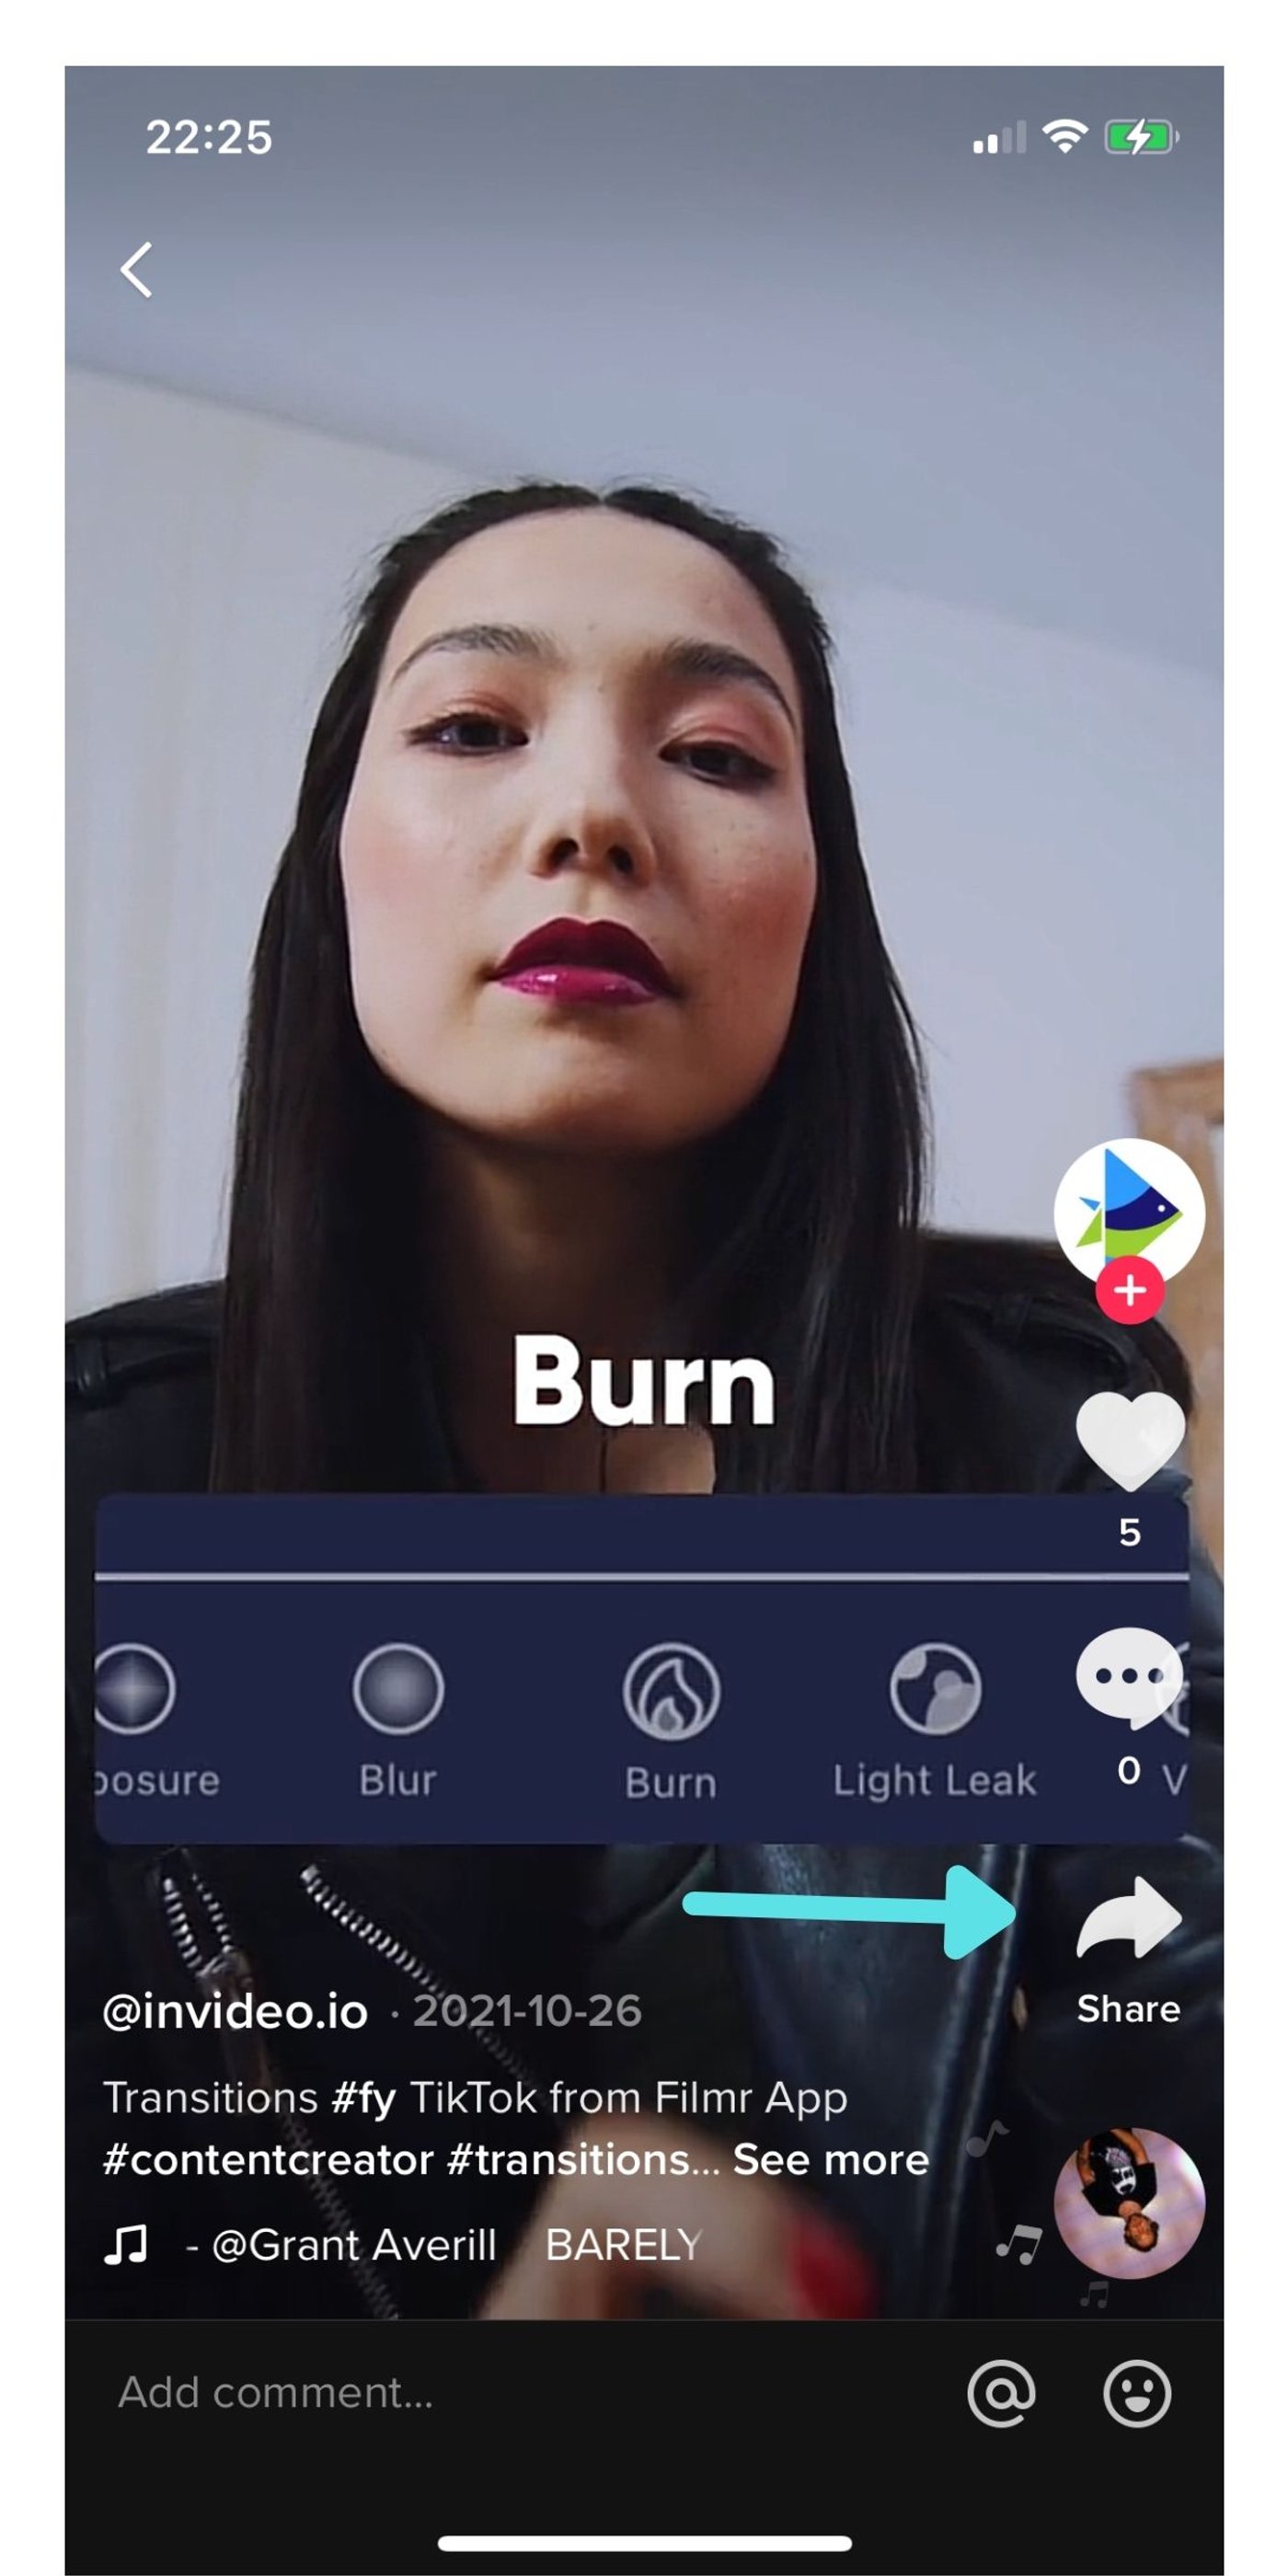 22:25
Burn
5
posure
Blur
Burn
Light Leak
0
V
Share
@invideo.io · 2021-10-26
Transitions #fy TikTok from Filmr App
#contentcreator #transitions... See more
- @Grant Averill BARELY
Add comment...